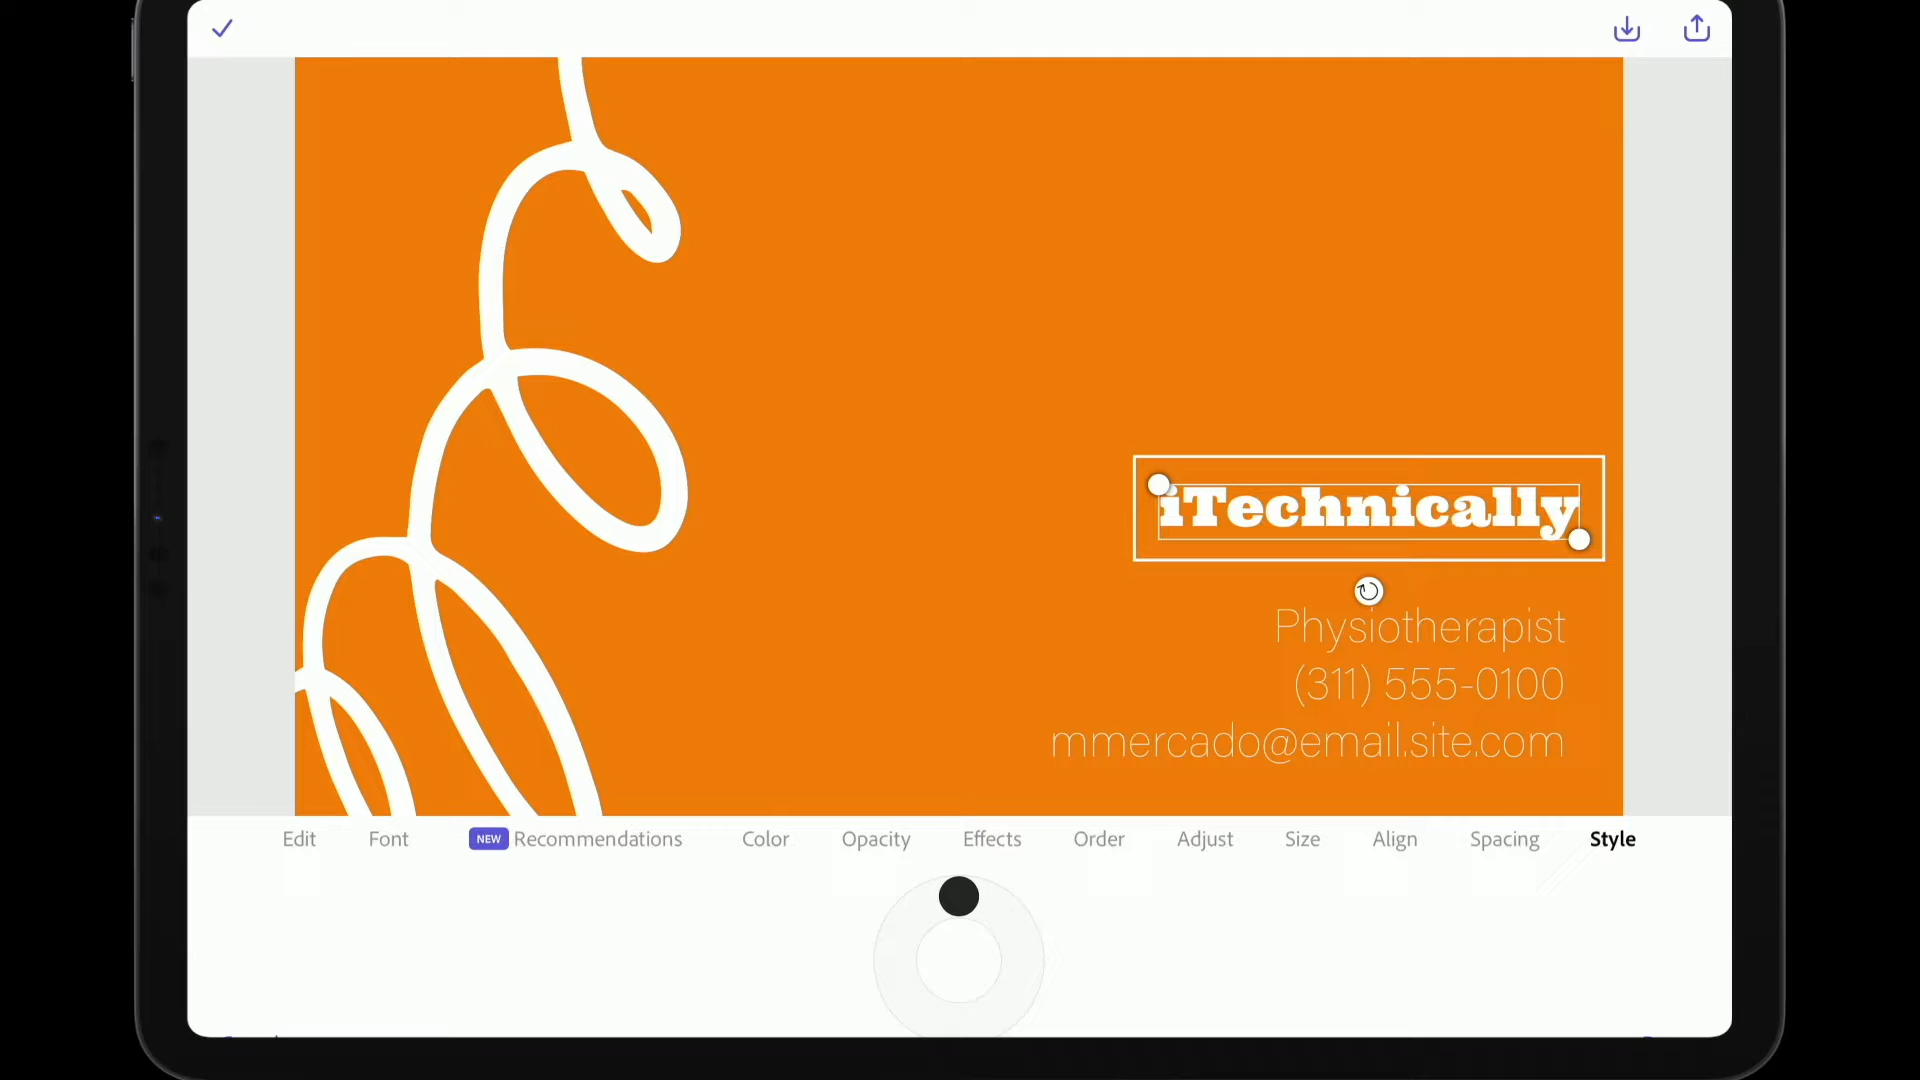 iTechnically
Physiotherapist
(311) 555-0100
mmercado@email.site.com
Edit Font NEW Recommendations Color Opacity Effects Order Adjust Size Align Spacing Style